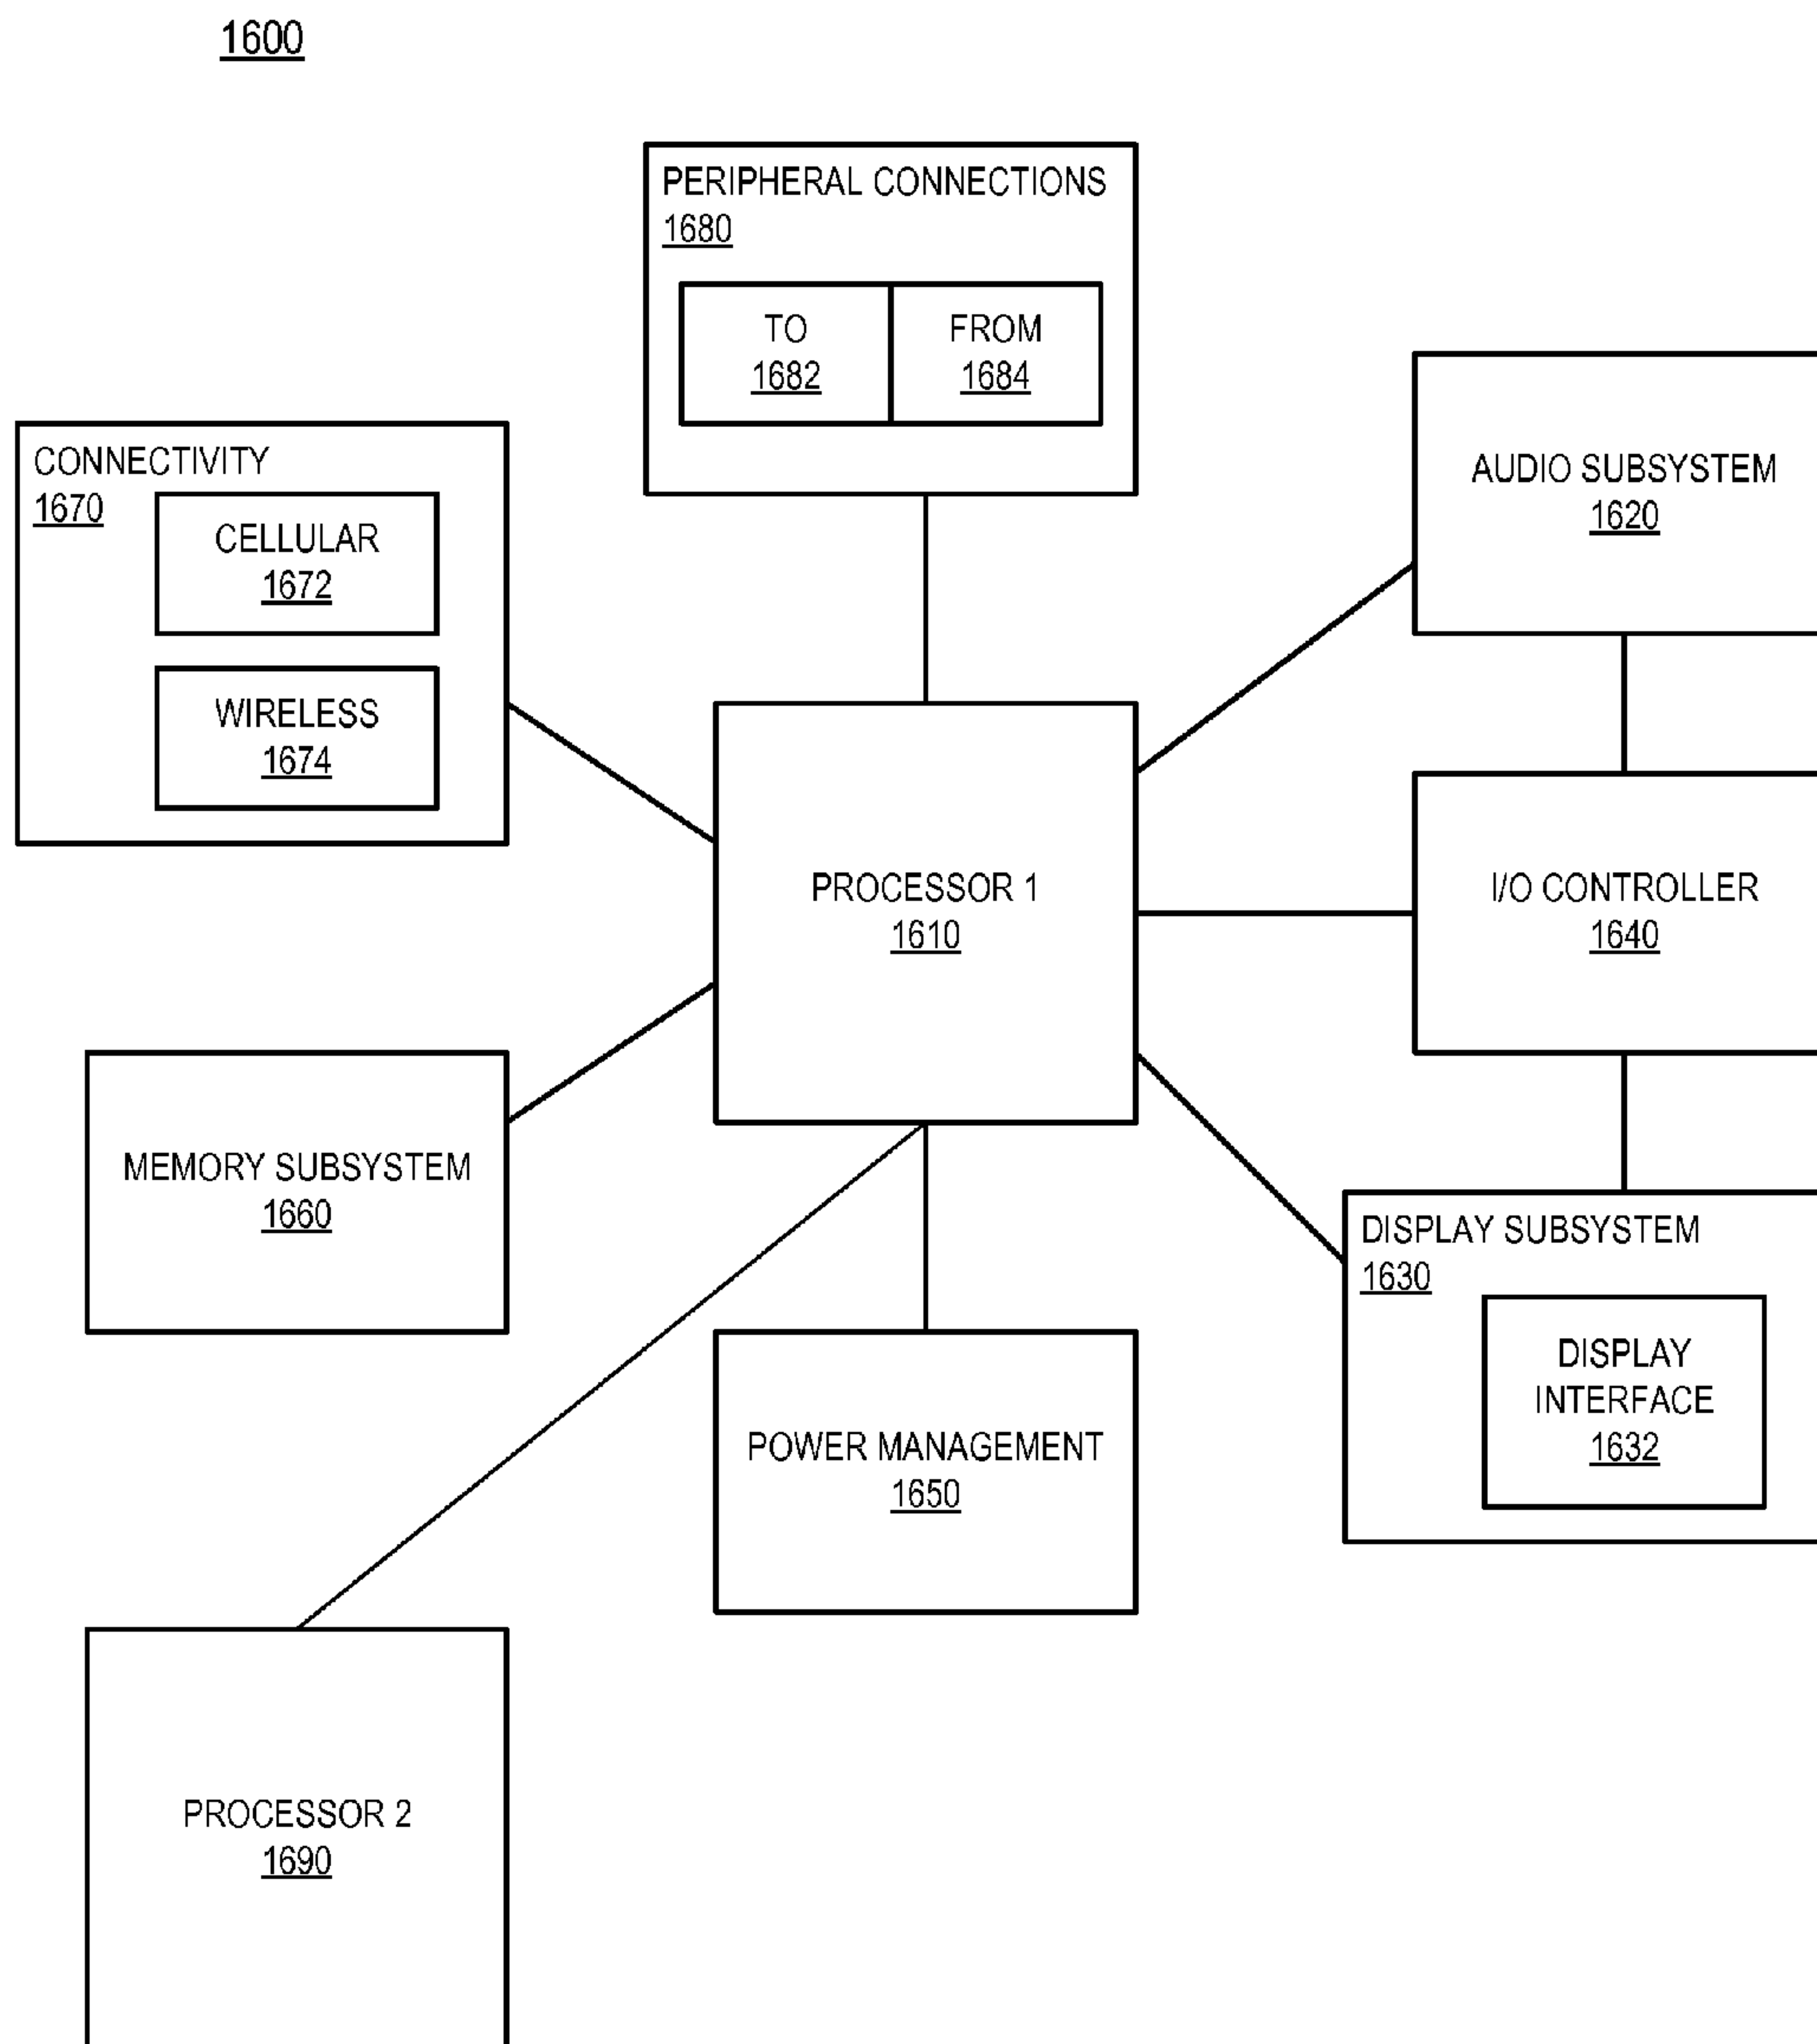 1600
PERIPHERAL CONNECTIONS
1680
TO
1682
FROM
1684
CONNECTIVITY
1670
CELLULAR
1672
WIRELESS
1674
AUDIO SUBSYSTEM
1620
PROCESSOR 1
1610
I/O CONTROLLER
1640
MEMORY SUBSYSTEM
1660
DISPLAY SUBSYSTEM
1630
DISPLAY
INTERFACE
1632
POWER MANAGEMENT
1650
PROCESSOR 2
1690